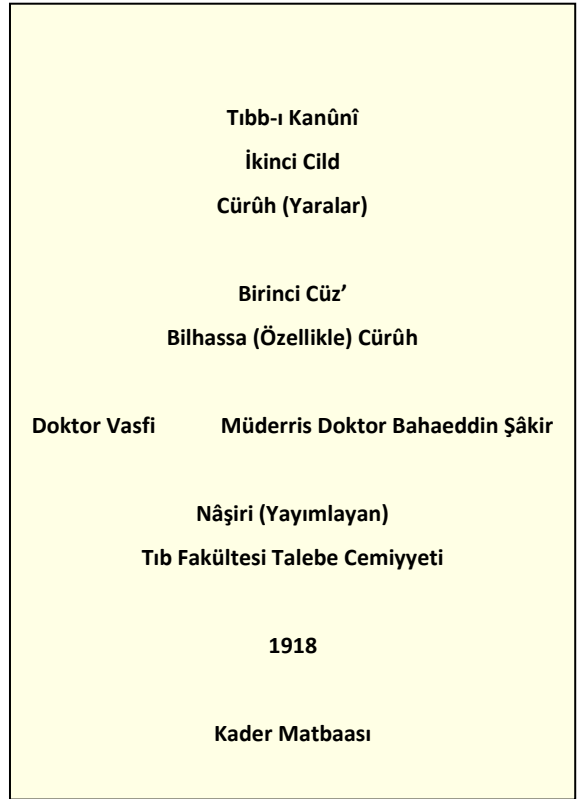 Tıbb-ı Kanûnî
İkinci Cild
Cürûh (Yaralar)
Birinci Cüz’
Bilhassa (Özellikle) Cürûh
Doktor Vasfi Müderris Doktor Bahaeddin Şâkir
Nâşiri (Yayımlayan)
Tıb Fakültesi Talebe Cemiyyeti
1918
Kader Matbaası